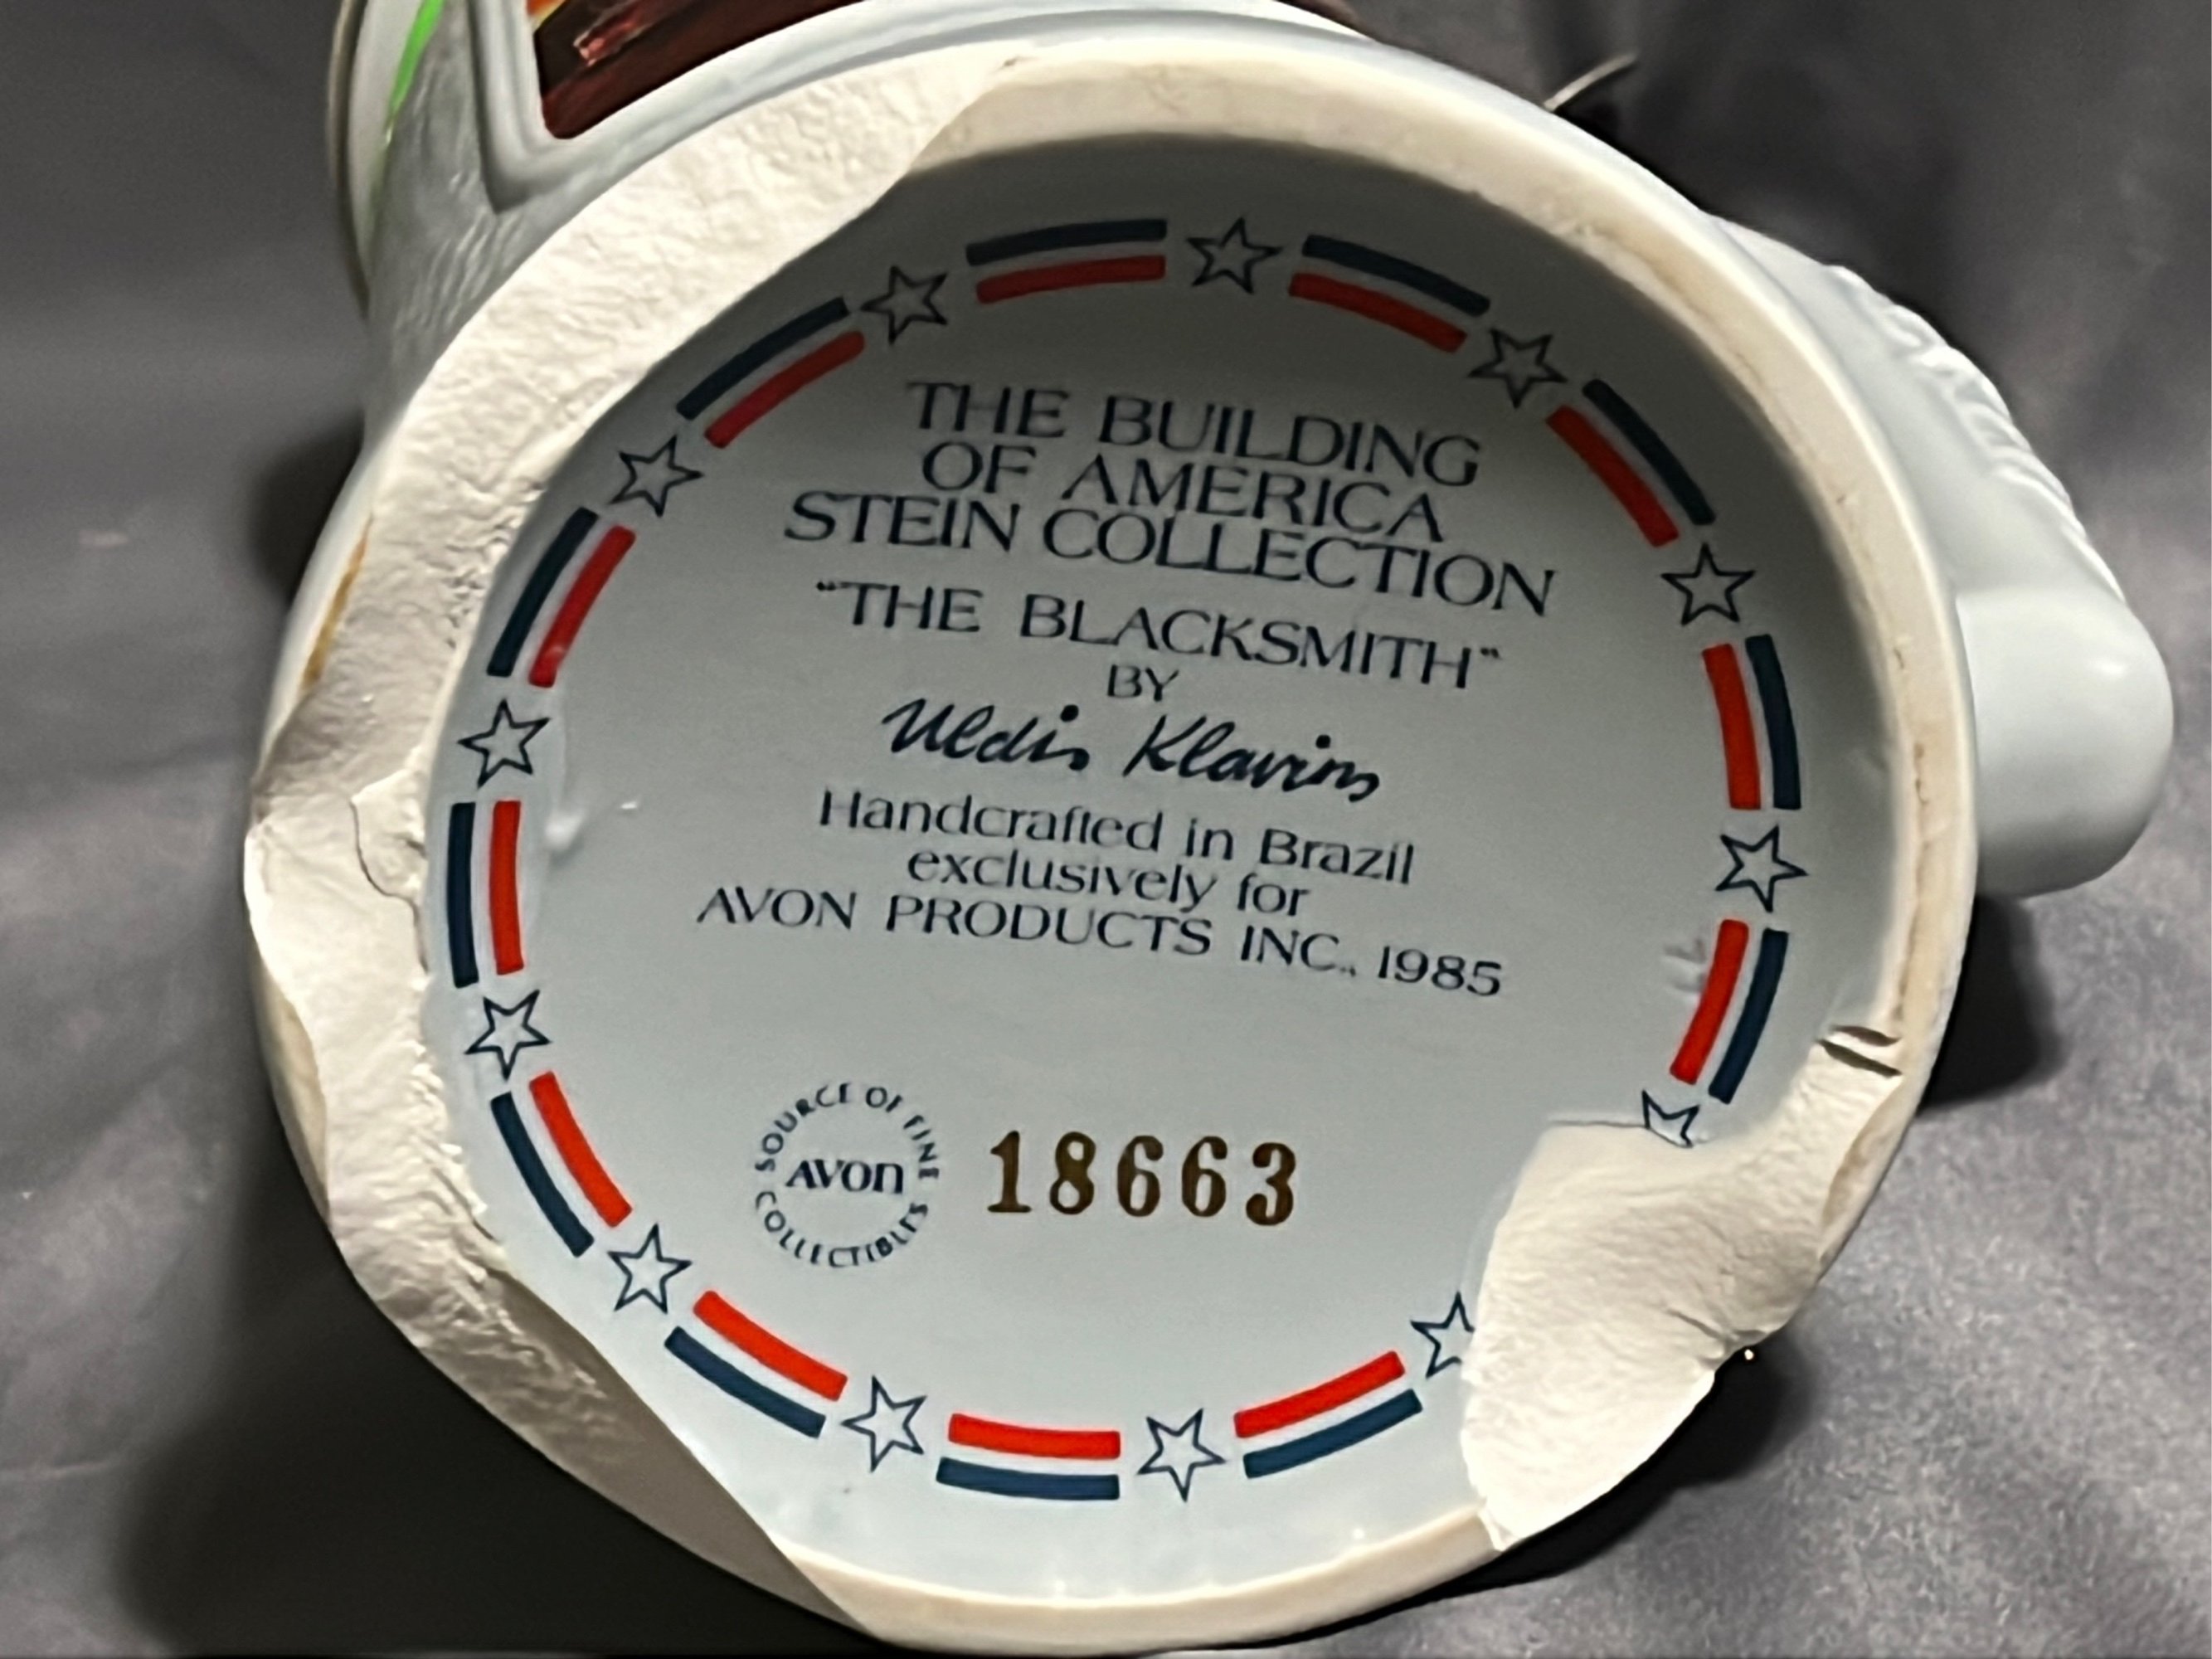 THE BUILDING
OF AMERICA
STEIN COLLECTION
"THE BLACKSMITH"
BY
Uldis Klavins
Handcrafted in Brazil
exclusively for
AVON PRODUCTS INC., 1985
SOURCE OF FINE
AVON
COLLECTIBLES
18663